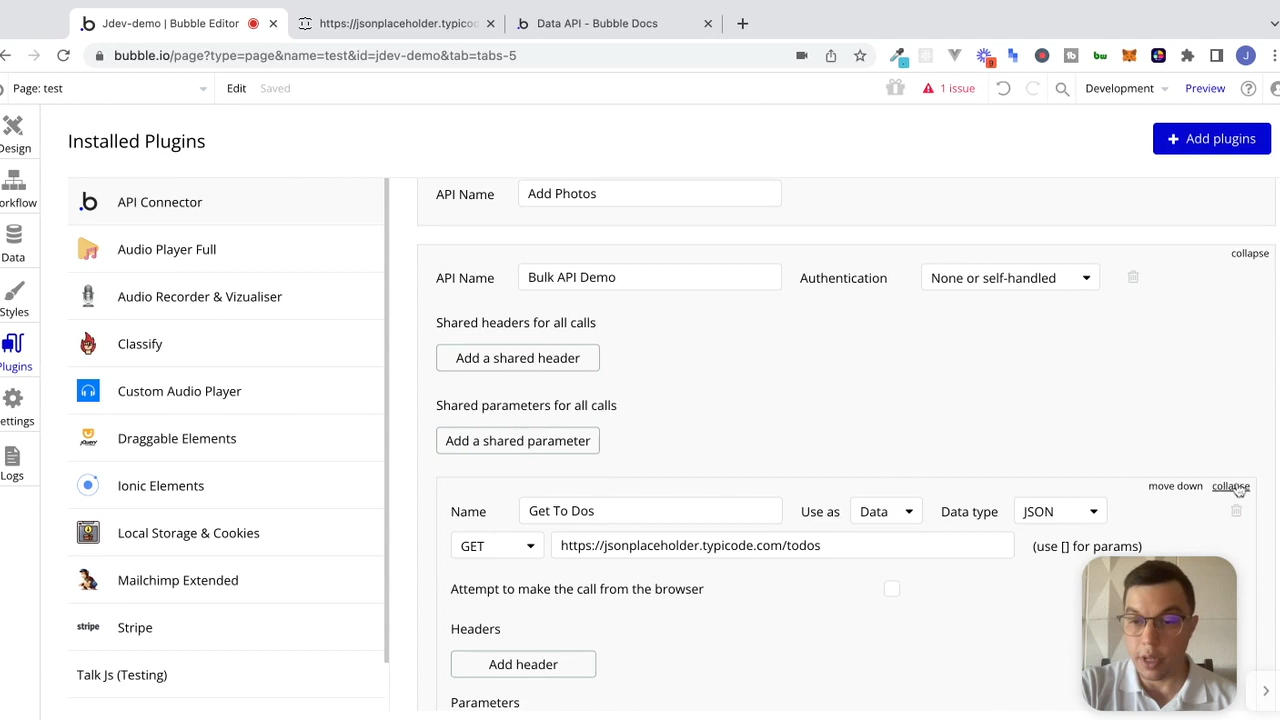 Jdev-demo | Bubble Editor
https://jsonplaceholder.typicod
Data API - Bubble Docs
bubble.io/page?type=page&name=test&id=jdev-demo&tab=tabs-5
9
bw
J
Page: test
Edit
Saved
1 issue
Development
Preview
Design
orkflow
Data
Styles
Plugins
ettings
Logs
Installed Plugins
Add plugins
API Connector
Audio Player Full
Audio Recorder & Vizualiser
Classify
Custom Audio Player
Draggable Elements
Ionic Elements
Local Storage & Cookies
Mailchimp Extended
stripe
Stripe
Talk Js (Testing)
API Name
Add Photos
collapse
API Name
Bulk API Demo
Authentication
None or self-handled
Shared headers for all calls
Add a shared header
Shared parameters for all calls
Add a shared parameter
move down
collapse
Name
Get To Dos
Use as
Data
Data type
JSON
GET
https://jsonplaceholder.typicode.com/todos
(use [] for params)
Attempt to make the call from the browser
Headers
Add header
Parameters